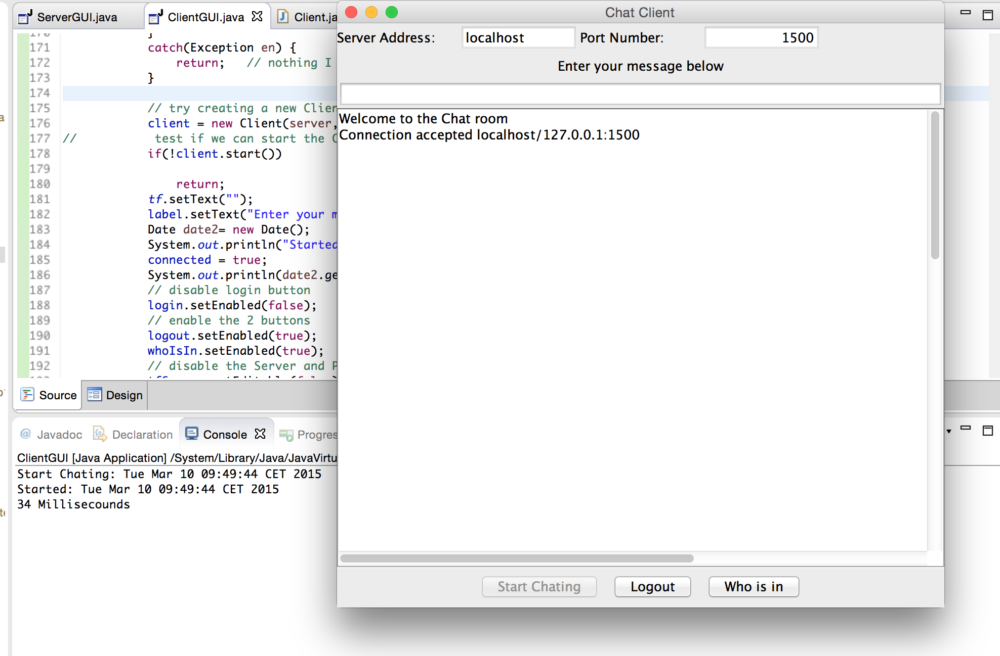 ServerGUI.java
ClientGUI.java
Client.ja
171 catch(Exception en) {
172 return; // nothing I
173 }
174
175 // try creating a new Clien
176 client = new Client(server,
177 // test if we can start the C
178 if(!client.start())
179
180 return;
181 tf.setText("");
182 label.setText("Enter your m
183 Date date2= new Date();
184 System.out.println("Started
185 connected = true;
186 System.out.println(date2.ge
187 // disable login button
188 login.setEnabled(false);
189 // enable the 2 buttons
190 logout.setEnabled(true);
191 whoIsIn.setEnabled(true);
192 // disable the Server and P
Source
Design
Javadoc
Declaration
Console
Progres
ClientGUI [Java Application] /System/Library/Java/JavaVirtu
Start Chating: Tue Mar 10 09:49:44 CET 2015
Started: Tue Mar 10 09:49:44 CET 2015
34 Millisecounds
Chat Client
Server Address:
localhost
Port Number:
1500
Enter your message below
Welcome to the Chat room
Connection accepted localhost/127.0.0.1:1500
Start Chating
Logout
Who is in